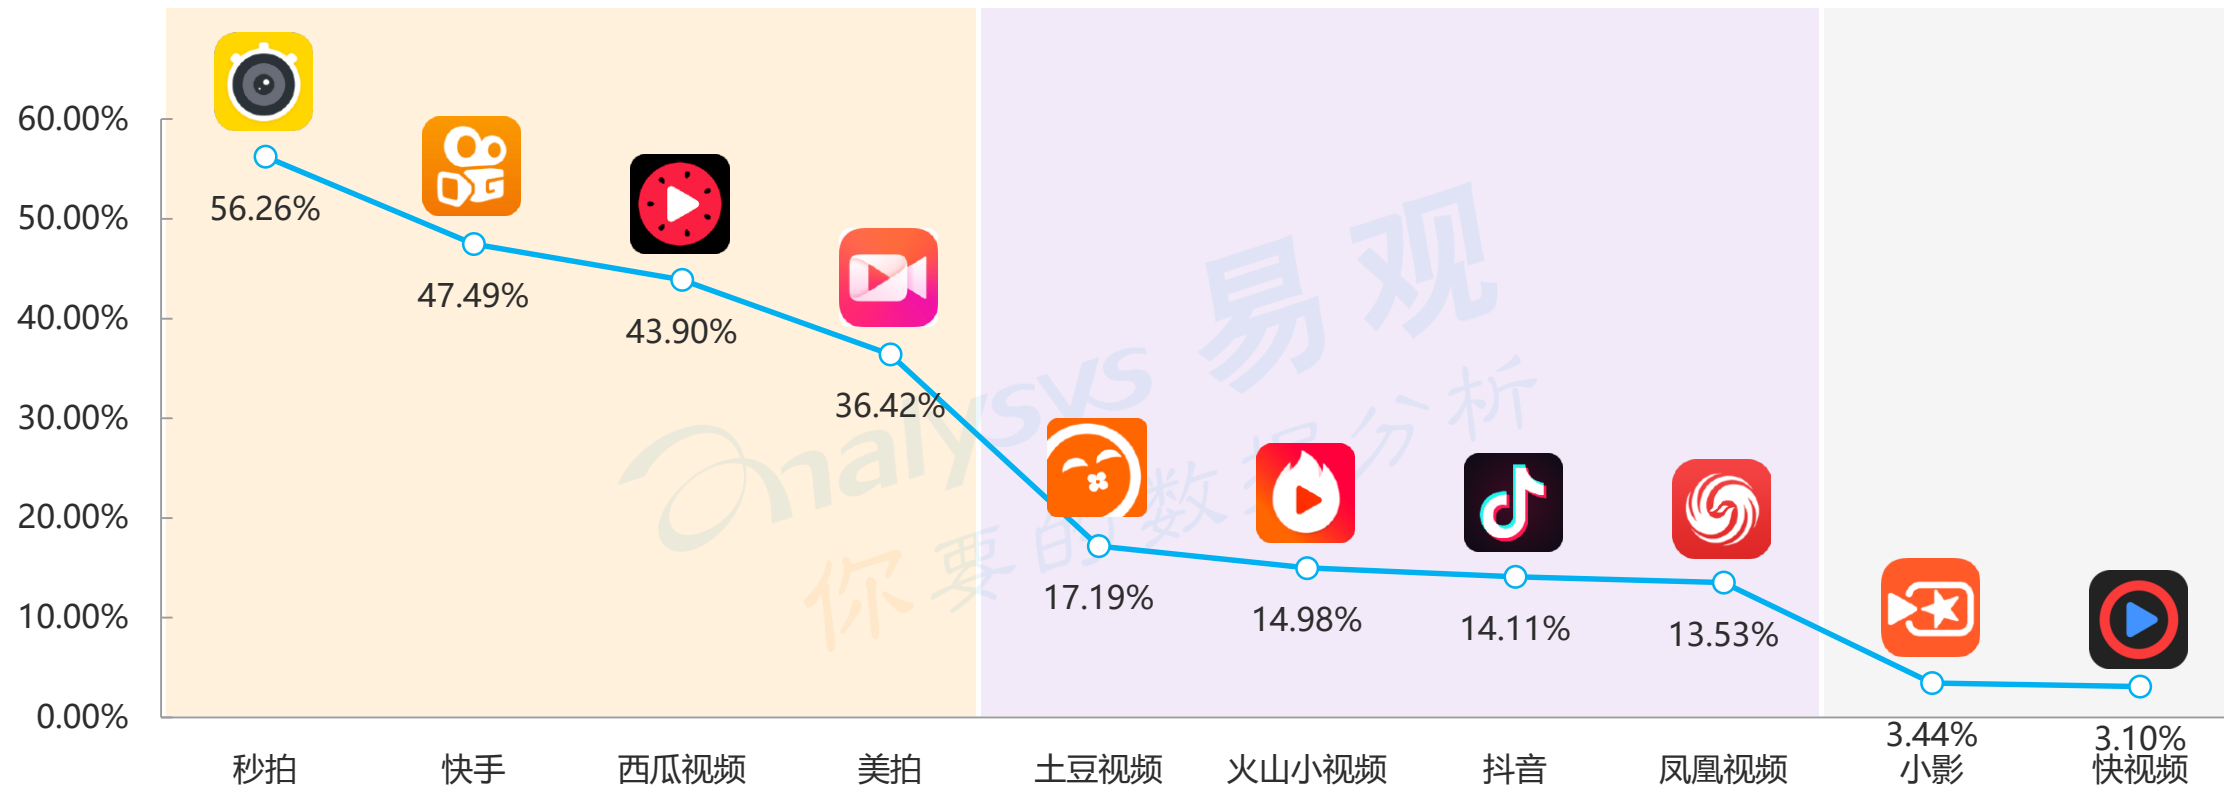 60.00%
50.00%
40.00%
30.00%
20.00%
10.00%
0.00%
56.26%
47.49%
43.90%
36.42%
17.19%
14.98%
14.11%
13.53%
3.44%
3.10%
秒拍
快手
西瓜视频
美拍
土豆视频
火山小视频
抖音
凤凰视频
小影
快视频
analysys 易观
你要的数据分析